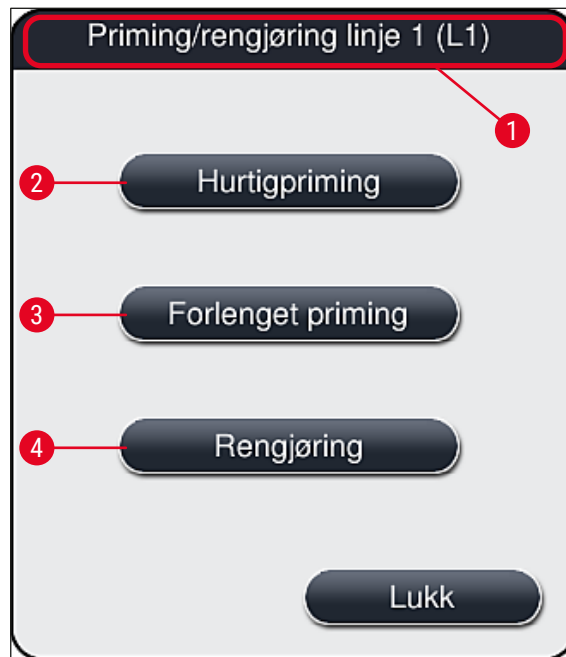 Priming/rengjøring linje 1 (L1)
1
2 Hurtigpriming
3 Forlenget priming
4 Rengjøring
Lukk